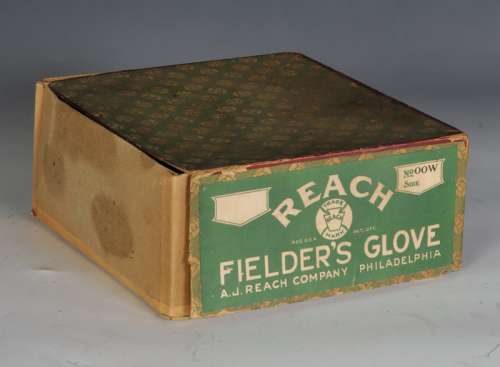 REACH
No 00W
SIZE
TRADE
REACH
MARK
FIELDER'S GLOVE
A.J. REACH COMPANY PHILADELPHIA